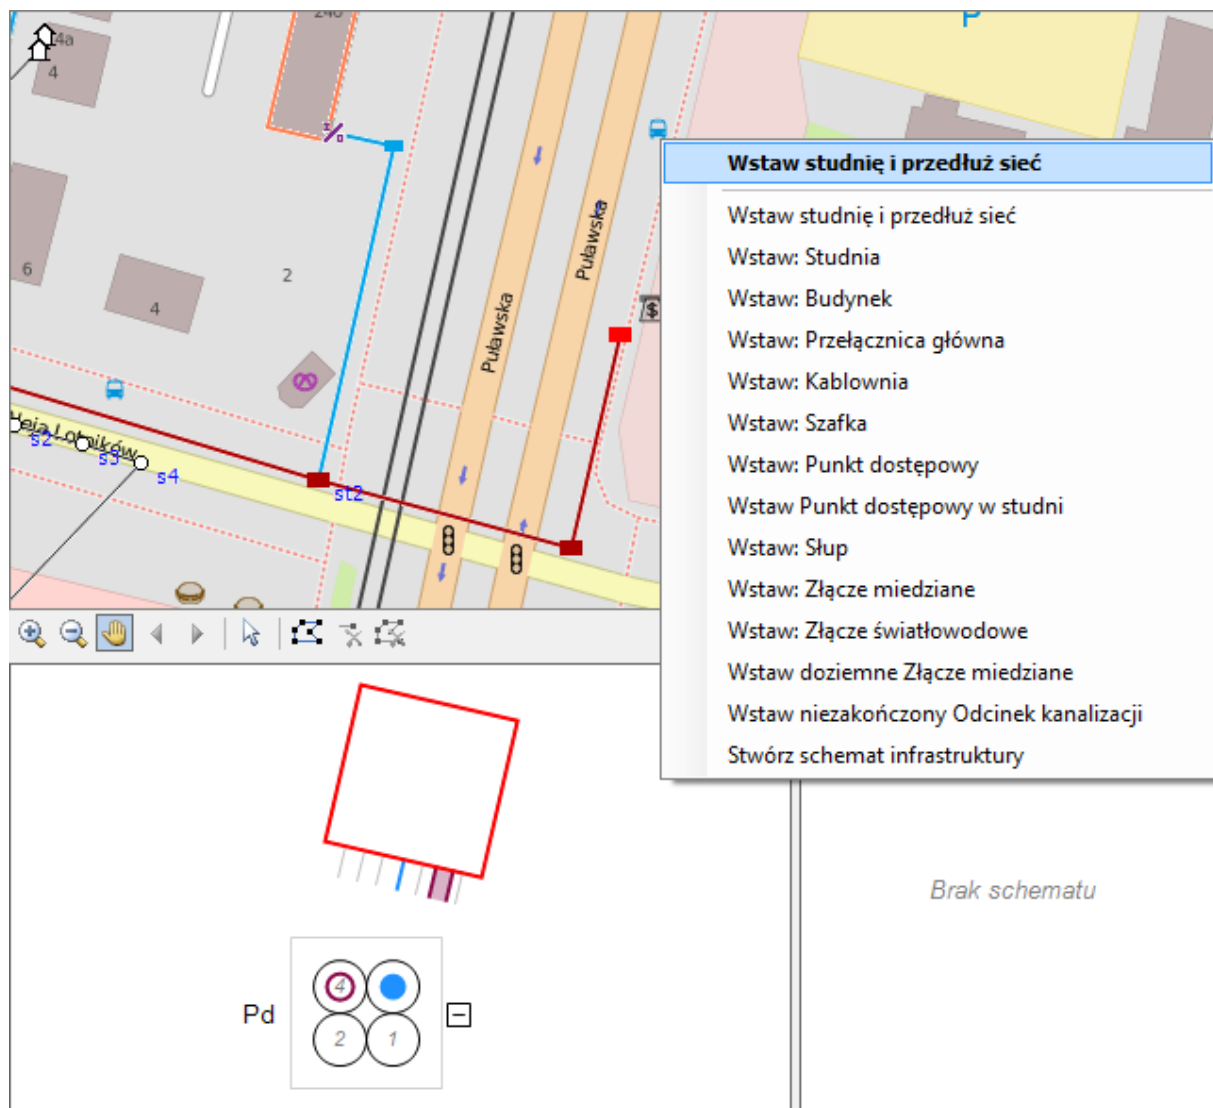 24b
P
4a
4
Wstaw studnię i przedłuż sieć
Wstaw studnię i przedłuż sieć
Puławska
6
2
Wstaw: Studnia
4
Wstaw: Budynek
Puławska
Wstaw: Przełącznica główna
Wstaw: Kablownia
Wstaw: Szafka
Lotników
s2
s3
s4
st2
Wstaw: Punkt dostępowy
Wstaw Punkt dostępowy w studni
Wstaw: Słup
Wstaw: Złącze miedziane
Wstaw: Złącze światłowodowe
Wstaw doziemne Złącze miedziane
Wstaw niezakończony Odcinek kanalizacji
Stwórz schemat infrastruktury
Brak schematu
Pd
4
2
1